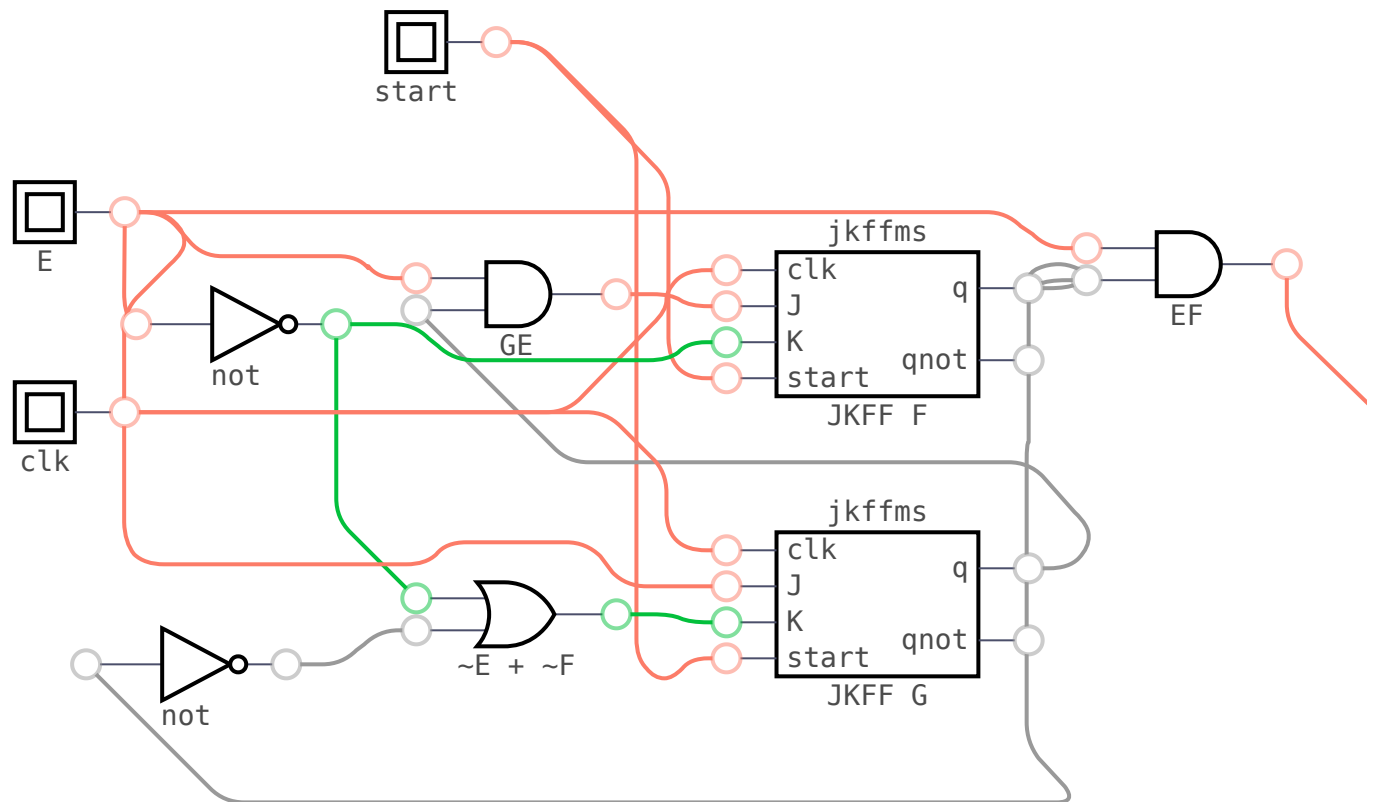 start
E
jkffms
clk
J
K
start
q
qnot
JKFF F
EF
GE
not
clk
jkffms
clk
J
K
start
q
qnot
JKFF G
~E + ~F
not